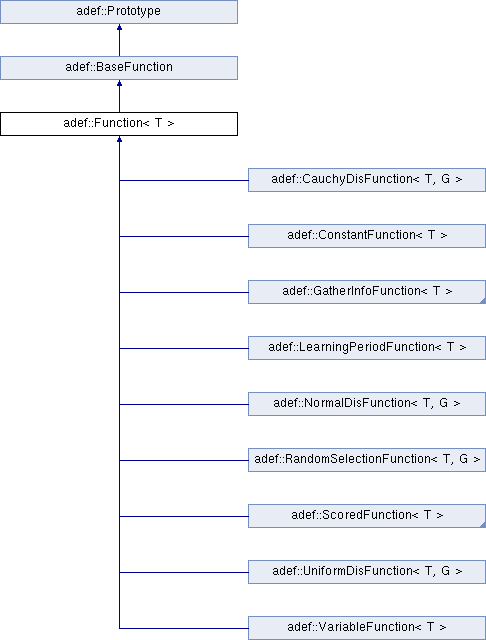 adef::Prototype
adef::BaseFunction
adef::Function< T >
adef::CauchyDisFunction< T, G >
adef::ConstantFunction< T >
adef::GatherInfoFunction< T >
adef::LearningPeriodFunction< T >
adef::NormalDisFunction< T, G >
adef::RandomSelectionFunction< T, G >
adef::ScoredFunction< T >
adef::UniformDisFunction< T, G >
adef::VariableFunction< T >